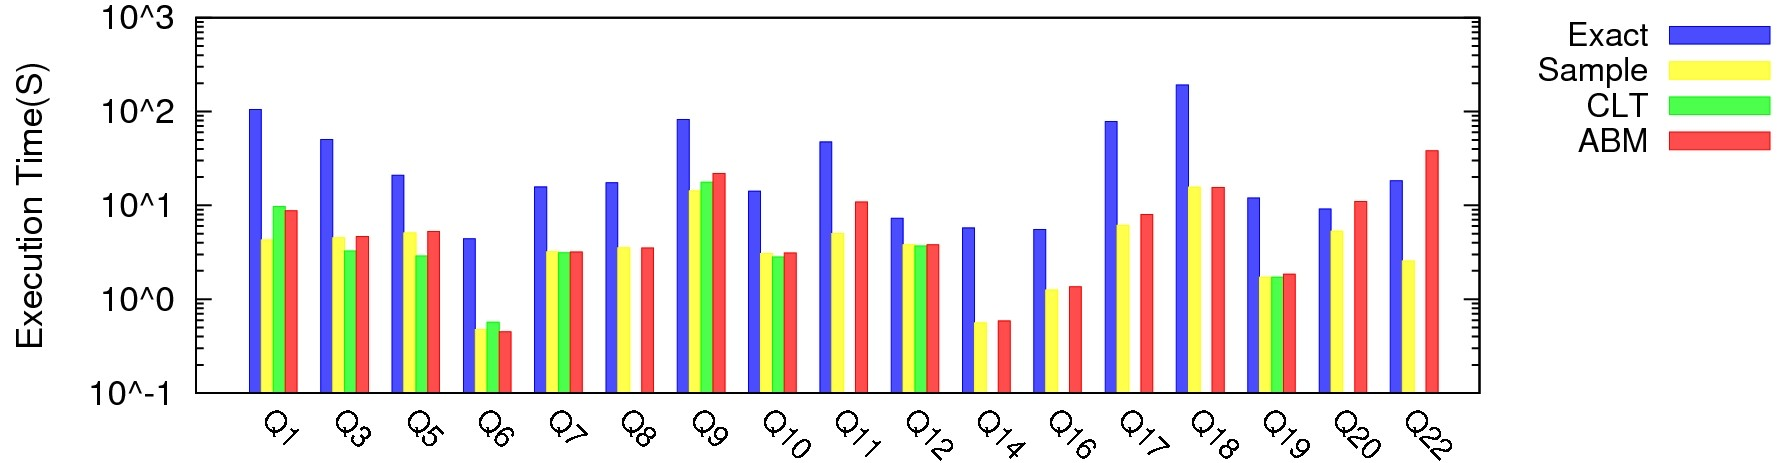 Execution Time(S)
10^3
10^2
10^1
10^0
10^-1
Q1 Q3 Q5 Q6 Q7 Q8 Q9 Q10 Q11 Q12 Q14 Q16 Q17 Q18 Q19 Q20 Q22
Exact
Sample
CLT
ABM